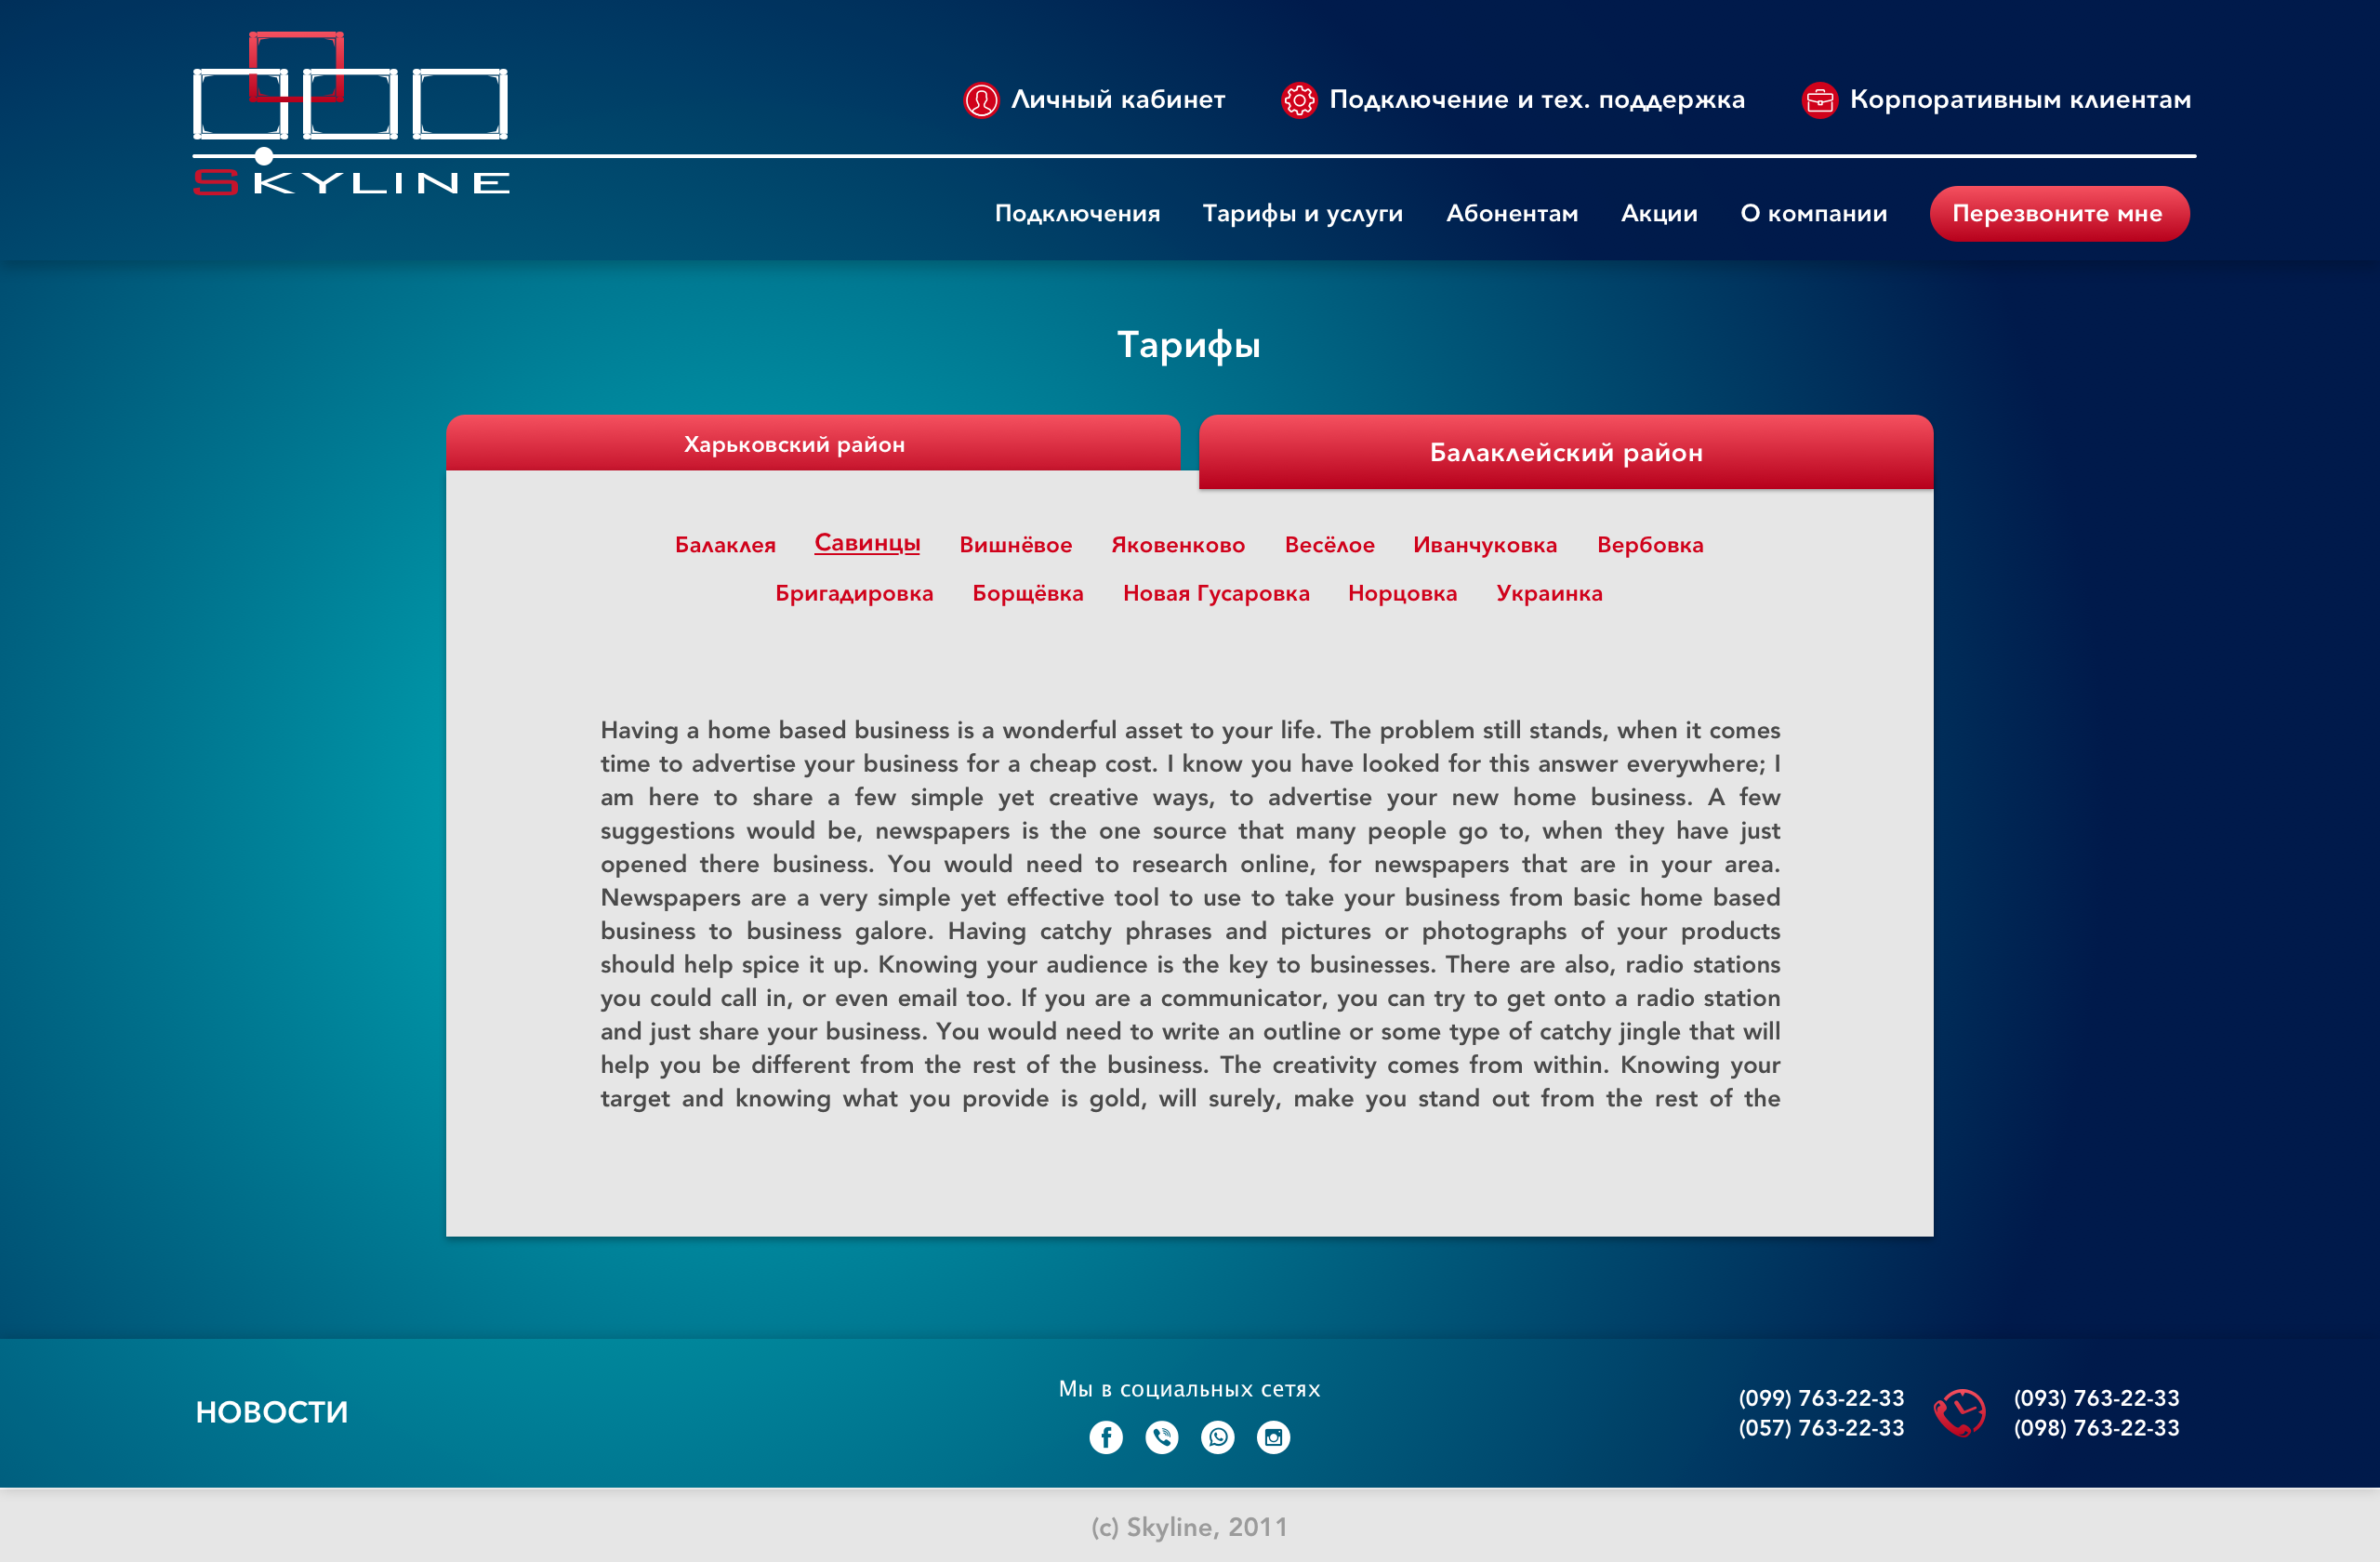 Личный кабинет
Подключение и тех. поддержка
Корпоративным клиентам
SKYLINE
Подключения
Тарифы и услуги
Абонентам
Акции
О компании
Перезвоните мне
Тарифы
Харьковский район
Балаклейский район
Балаклея Савинцы Вишнёвое Яковенково Весёлое Иванчуковка Вербовка
Бригадировка Борщёвка Новая Гусаровка Норцовка Украинка
Having a home based business is a wonderful asset to your life. The problem still stands, when it comes
time to advertise your business for a cheap cost. I know you have looked for this answer everywhere; I
am here to share a few simple yet creative ways, to advertise your new home business. A few
suggestions would be, newspapers is the one source that many people go to, when they have just
opened there business. You would need to research online, for newspapers that are in your area.
Newspapers are a very simple yet effective tool to use to take your business from basic home based
business to business galore. Having catchy phrases and pictures or photographs of your products
should help spice it up. Knowing your audience is the key to businesses. There are also, radio stations
you could call in, or even email too. If you are a communicator, you can try to get onto a radio station
and just share your business. You would need to write an outline or some type of catchy jingle that will
help you be different from the rest of the business. The creativity comes from within. Knowing your
target and knowing what you provide is gold, will surely, make you stand out from the rest of the
НОВОСТИ
Мы в социальных сетях
(099) 763-22-33
(057) 763-22-33
(093) 763-22-33
(098) 763-22-33
(c) Skyline, 2011